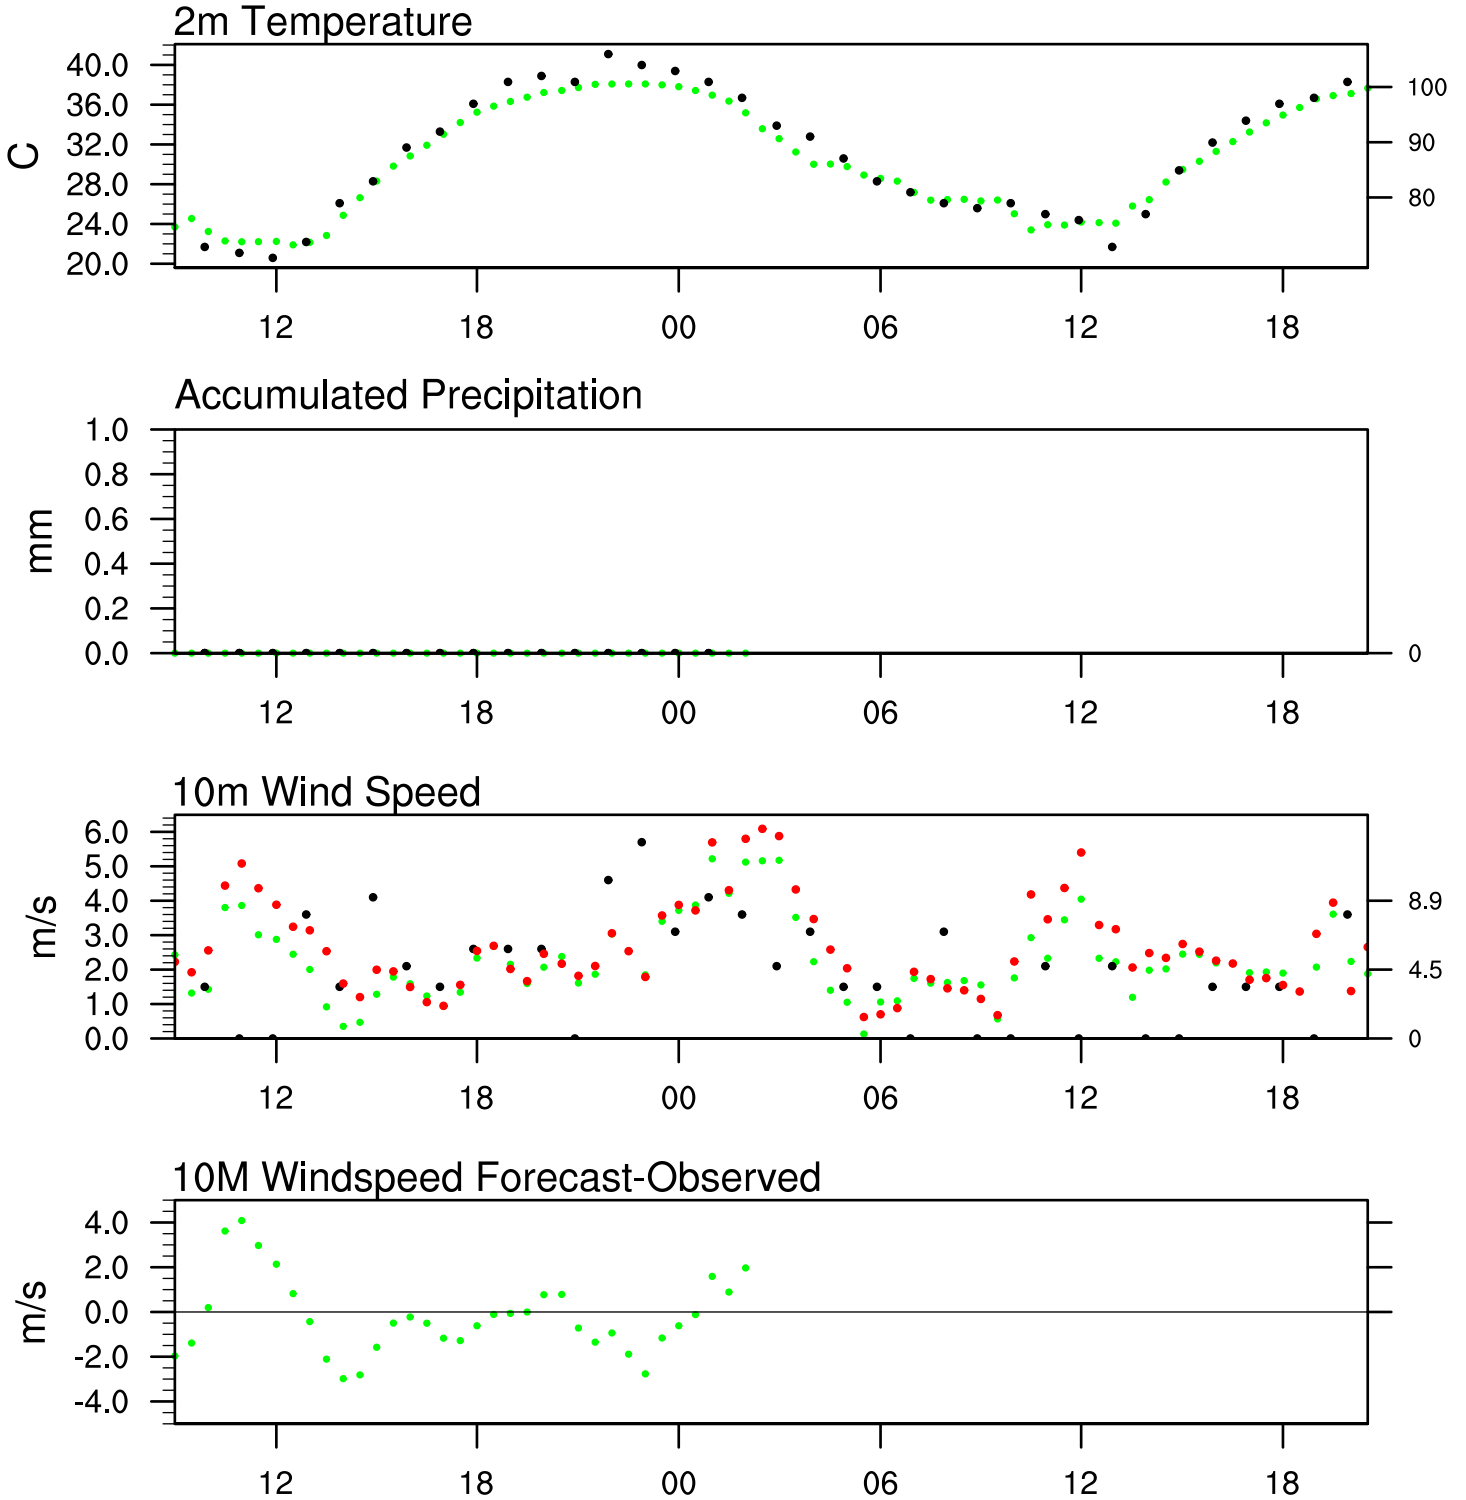 2m Temperature
40.0
36.0
32.0
28.0
24.0
20.0
C
100
90
80
12 18 00 06 12 18
Accumulated Precipitation
1.0
0.8
0.6
0.4
0.2
0.0
mm
0
12 18 00 06 12 18
10m Wind Speed
6.0
5.0
4.0
3.0
2.0
1.0
0.0
m/s
8.9
4.5
0
12 18 00 06 12 18
10M Windspeed Forecast-Observed
4.0
2.0
0.0
-2.0
-4.0
m/s
12 18 00 06 12 18